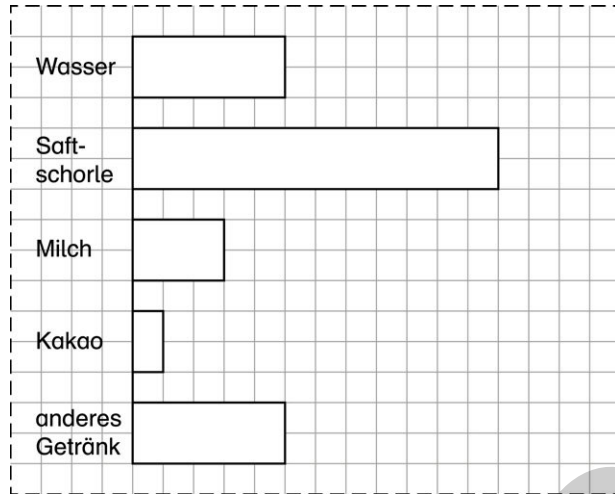 Wasser
Saft-
schorle
Milch
Kakao
anderes
Getränk